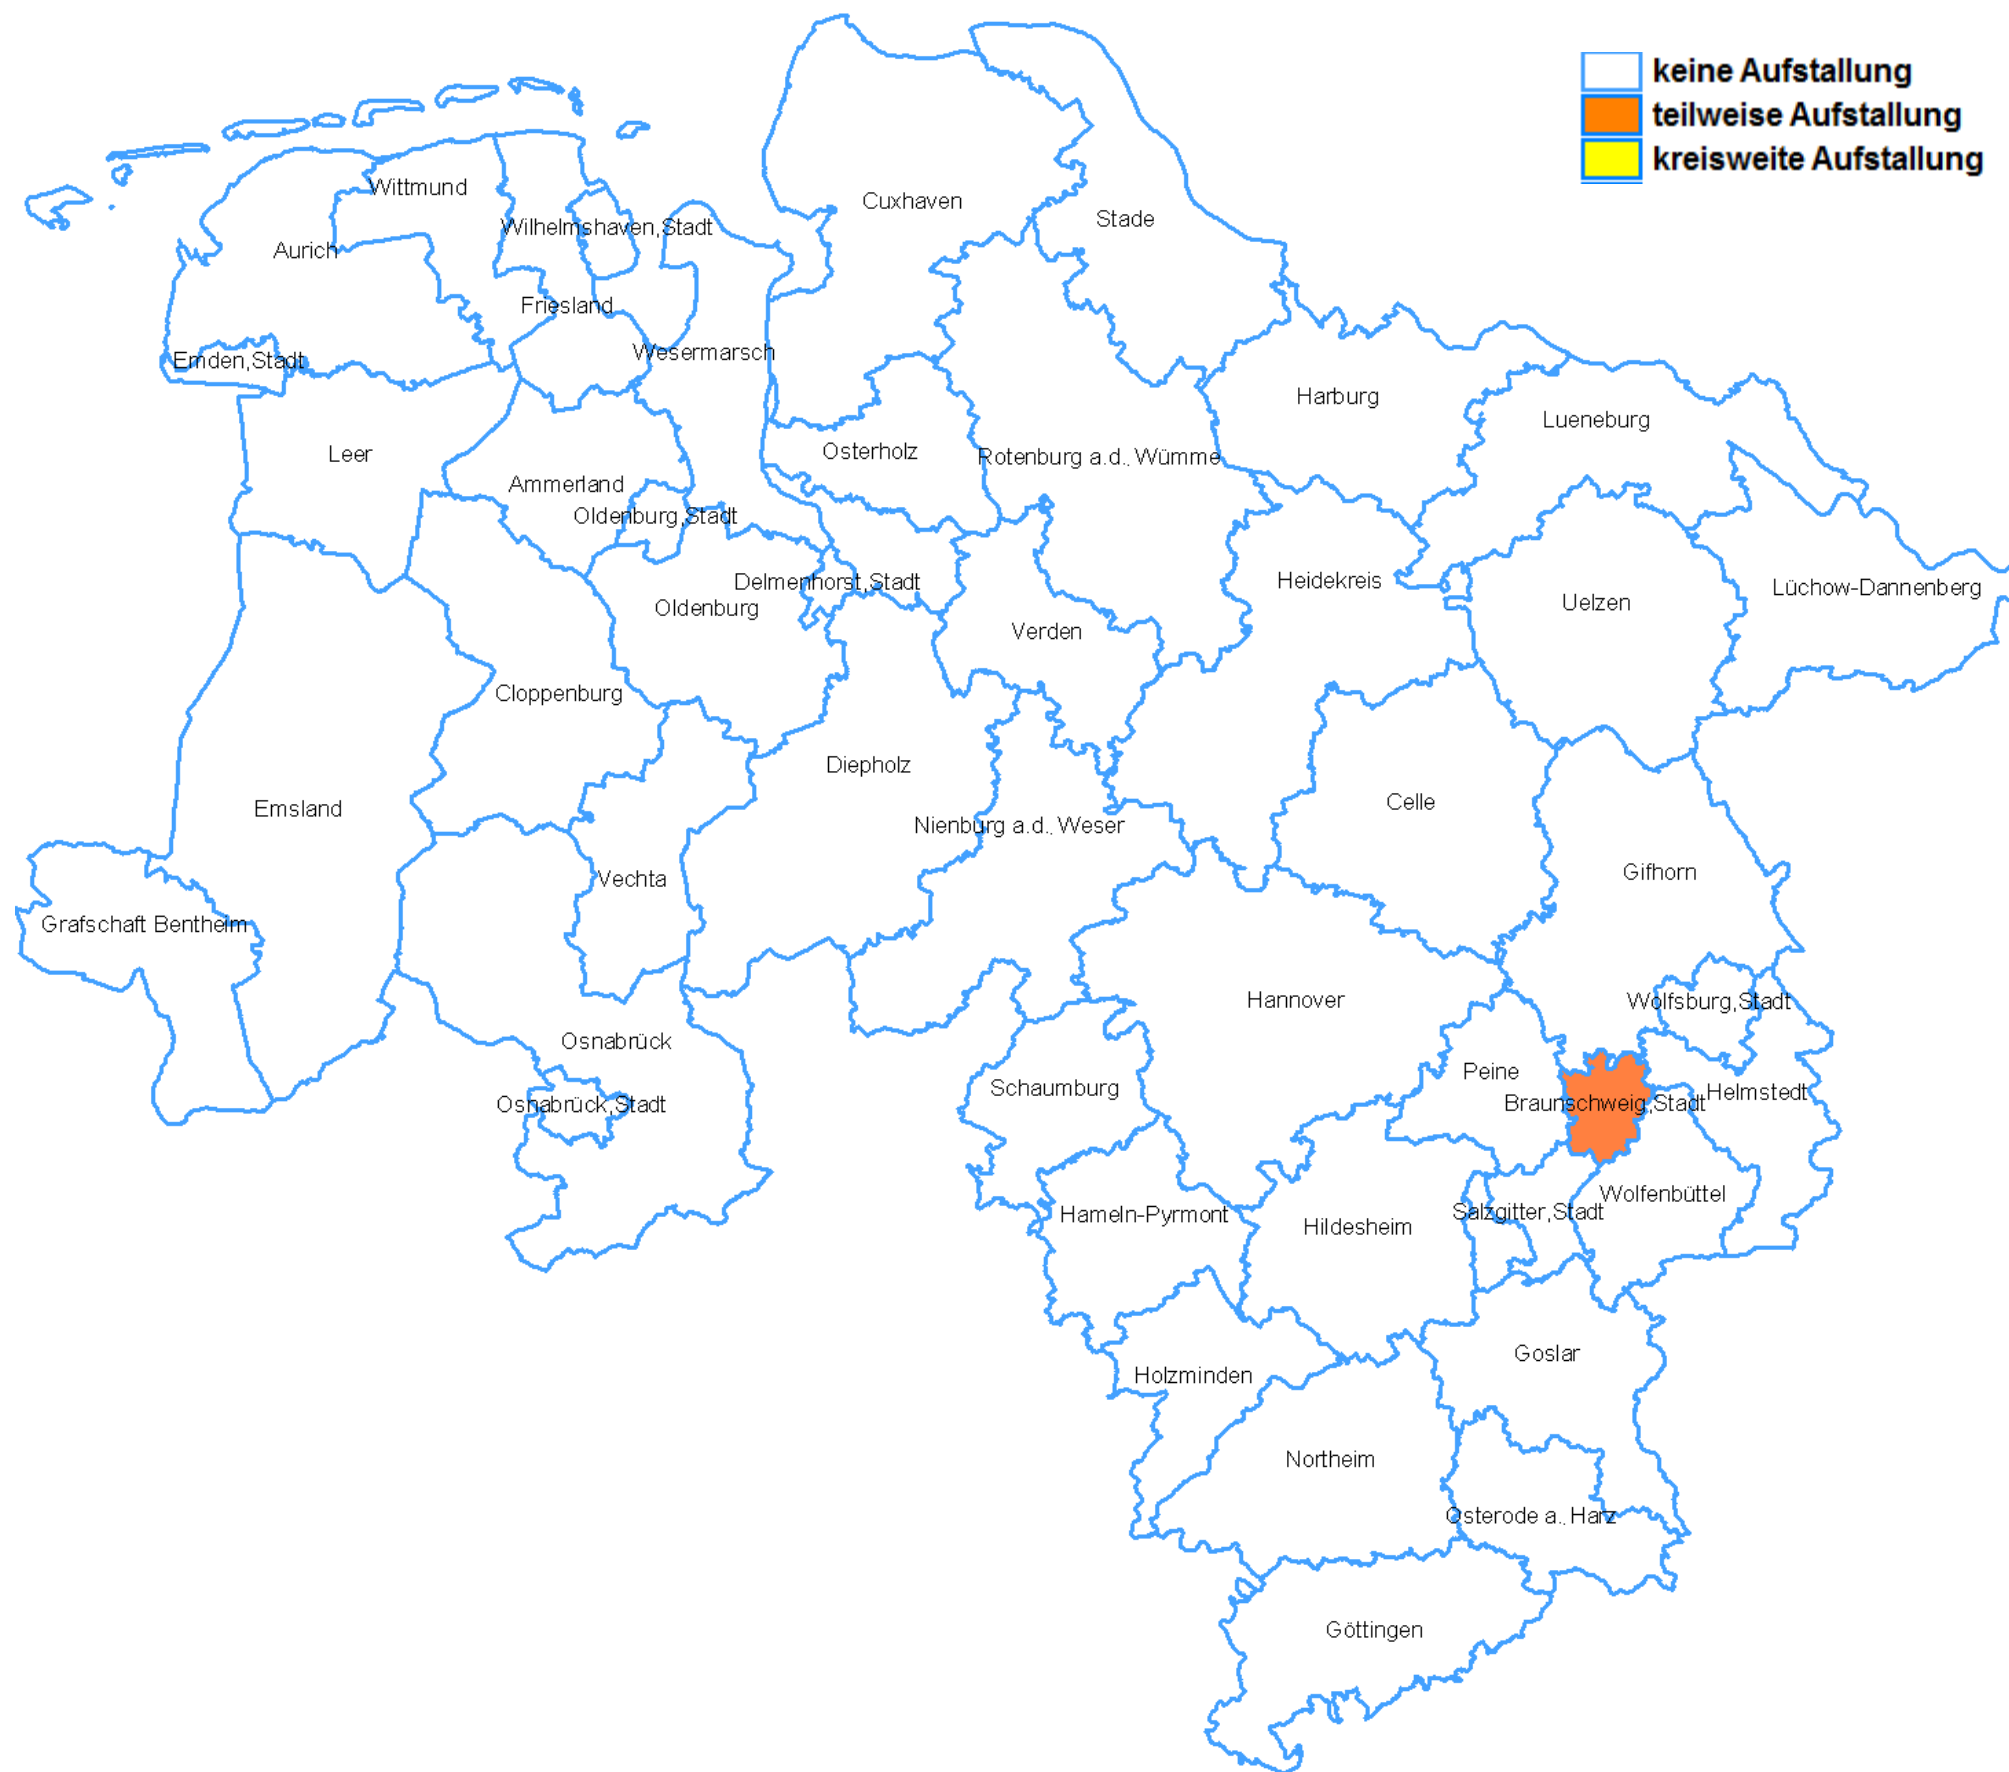 keine Aufstallung
teilweise Aufstallung
kreisweite Aufstallung
Wittmund
Cuxhaven
Stade
Wilhelmshaven,Stadt
Aurich
Friesland
Wesermarsch
Emden,Stadt
Harburg
Lueneburg
Leer
Osterholz
Rotenburg a.d., Wümme
Ammerland
Oldenburg,Stadt
Delmenhorst,Stadt
Heidekreis
Lüchow-Dannenberg
Uelzen
Oldenburg
Verden
Cloppenburg
Diepholz
Celle
Emsland
Nienburg a.d., Weser
Gifhorn
Vechta
Grafschaft Bentheim
Hannover
Wolfsburg,Stadt
Osnabrück
Peine
Schaumburg
Helmstedt
Osnabrück,Stadt
Braunschweig,Stadt
Wolfenbüttel
Salzgitter,Stadt
Hameln-Pyrmont
Hildesheim
Goslar
Holzminden
Northeim
Osterode a., Harz
Göttingen